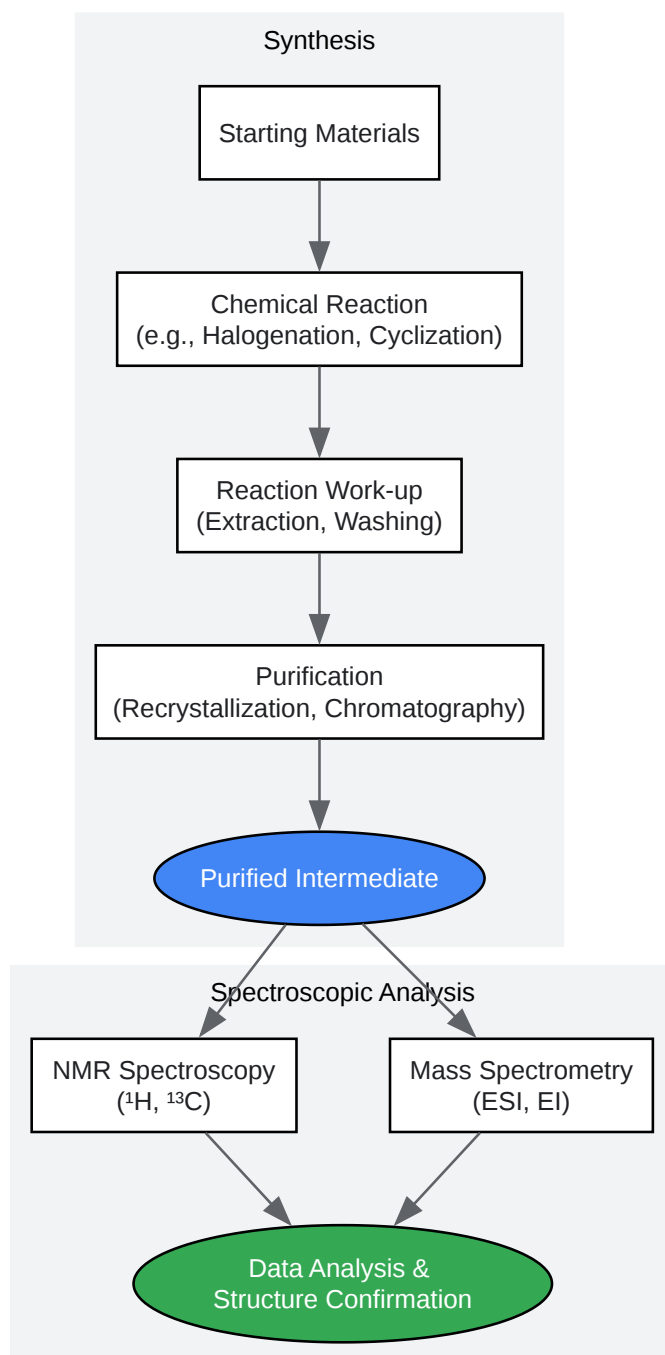 Synthesis
Starting Materials
Chemical Reaction
(e.g., Halogenation, Cyclization)
Reaction Work-up
(Extraction, Washing)
Purification
(Recrystallization, Chromatography)
Purified Intermediate
Spectroscopic Analysis
NMR Spectroscopy
(¹H, ¹³C)
Mass Spectrometry
(ESI, EI)
Data Analysis &
Structure Confirmation